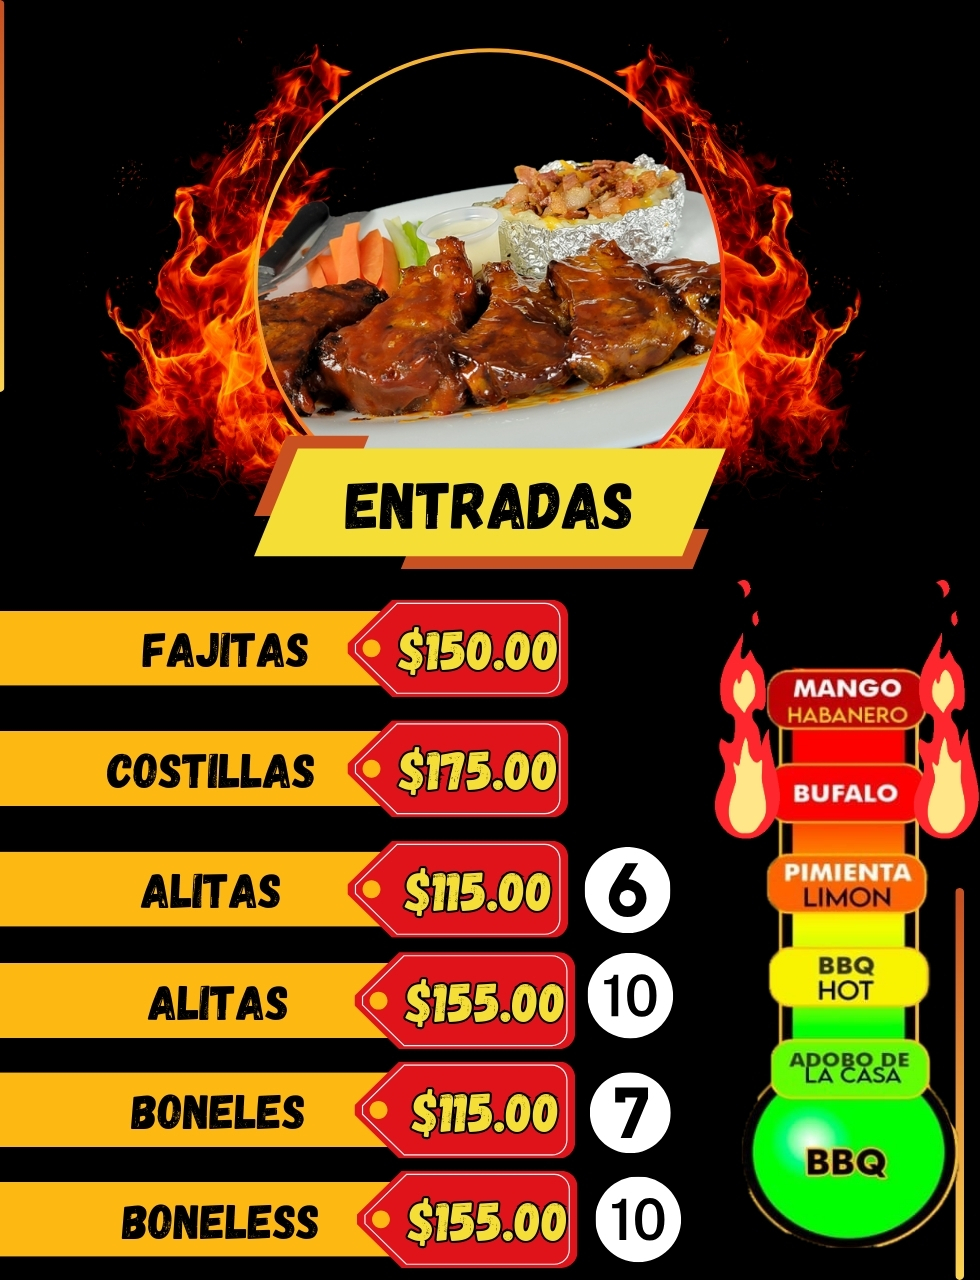 ENTRADAS
FAJITAS $150.00
COSTILLAS $175.00
ALITAS $115.00 6
ALITAS $155.00 10
BONELES $115.00 7
BONELESS $155.00 10
MANGO
HABANERO
BUFALO
PIMIENTA
LIMON
BBQ
HOT
ADOBO DE
LA CASA
BBQ